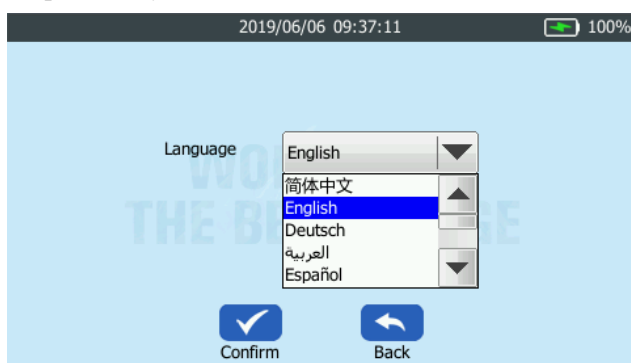 2019/06/06 09:37:11 100%
Language English
简体中文
English
Deutsch
العربية
Español
Confirm Back